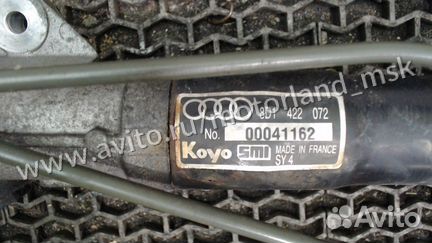 8D1 422 072
No. 00041162
Koyo SMI MADE IN FRANCE
SY 4
www.avito.ru/motorland_msk
Avito